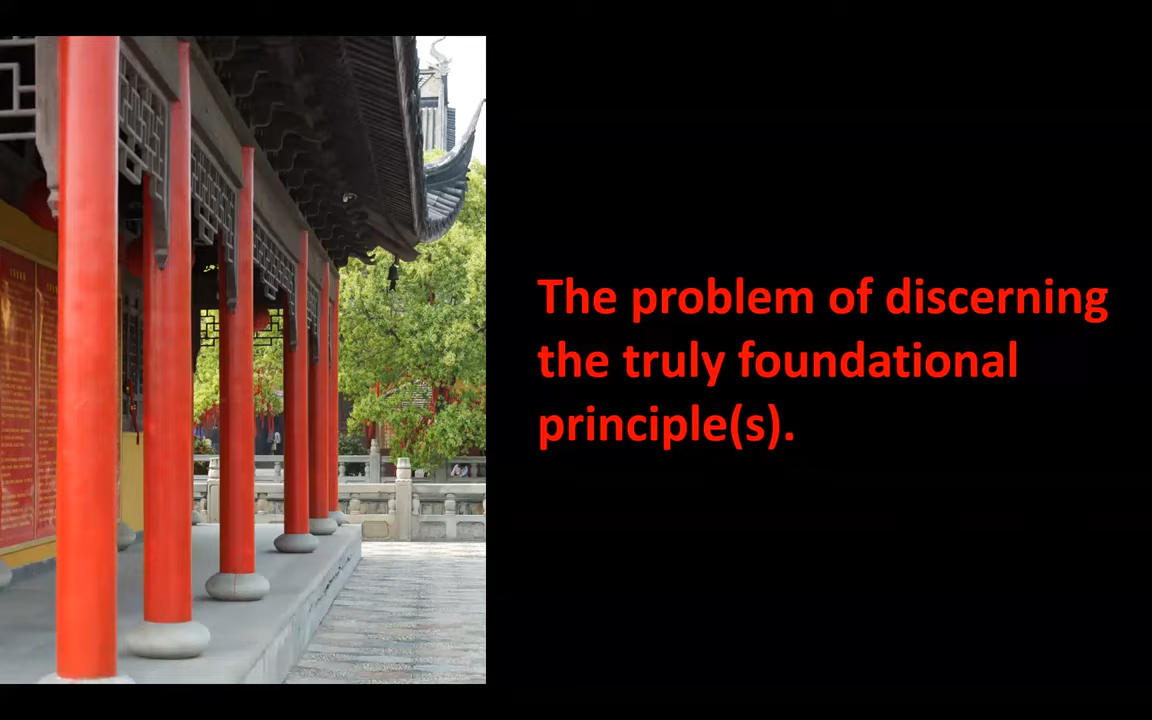 The problem of discerning
the truly foundational
principle(s).